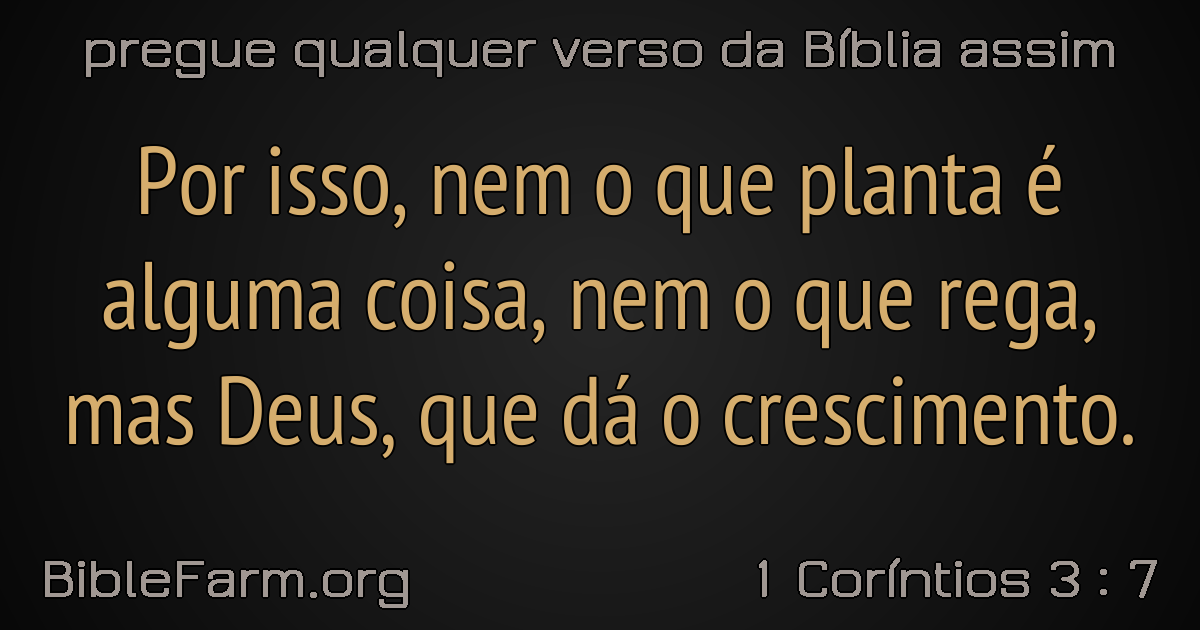 pregue qualquer verso da Bíblia assim
Por isso, nem o que planta é
alguma coisa, nem o que rega,
mas Deus, que dá o crescimento.
BibleFarm.org
1 Coríntios 3 : 7